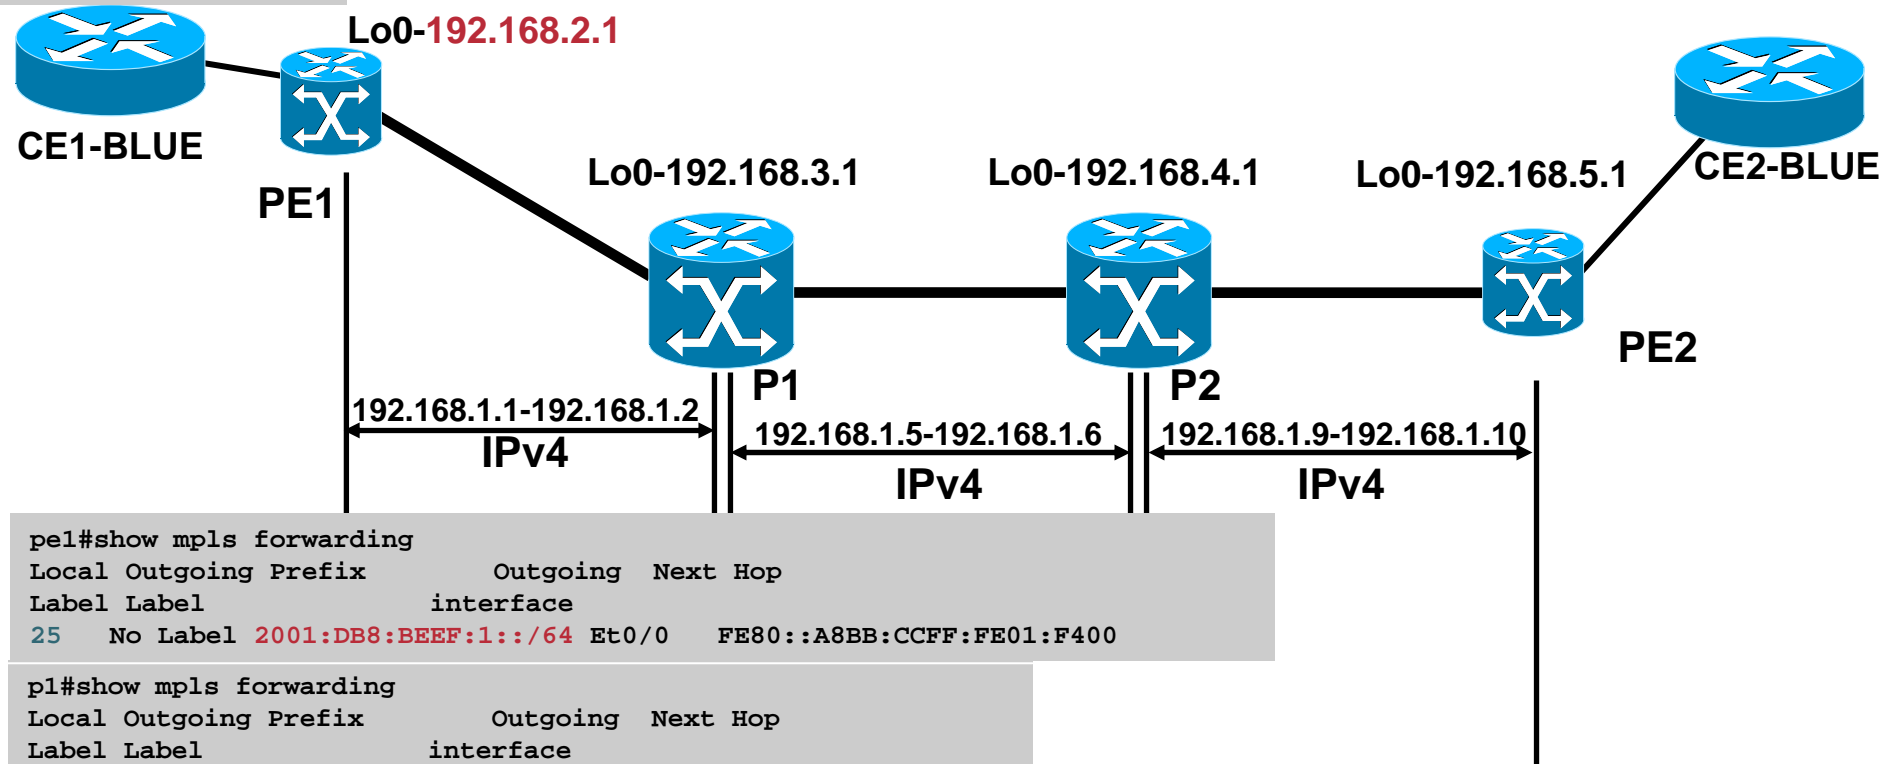 Lo0-192.168.2.1
CE1-BLUE
PE1
Lo0-192.168.3.1
Lo0-192.168.4.1
Lo0-192.168.5.1
CE2-BLUE
PE2
P1
P2
192.168.1.1-192.168.1.2
IPv4
192.168.1.5-192.168.1.6
IPv4
192.168.1.9-192.168.1.10
IPv4
pe1#show mpls forwarding
Local Outgoing Prefix Outgoing Next Hop
Label Label interface
25 No Label 2001:DB8:BEEF:1::/64 Et0/0 FE80::A8BB:CCFF:FE01:F400
p1#show mpls forwarding
Local Outgoing Prefix Outgoing Next Hop
Label Label interface